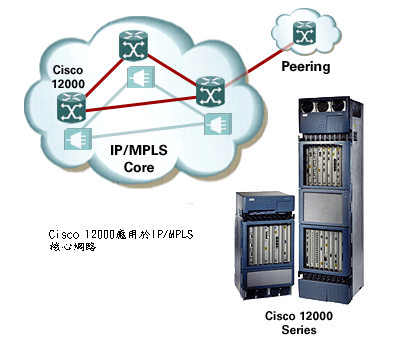 Cisco
12000
Peering
IP/MPLS
Core
Cisco 12000應用於IP/MPLS
核心網路
Cisco 12000
Series